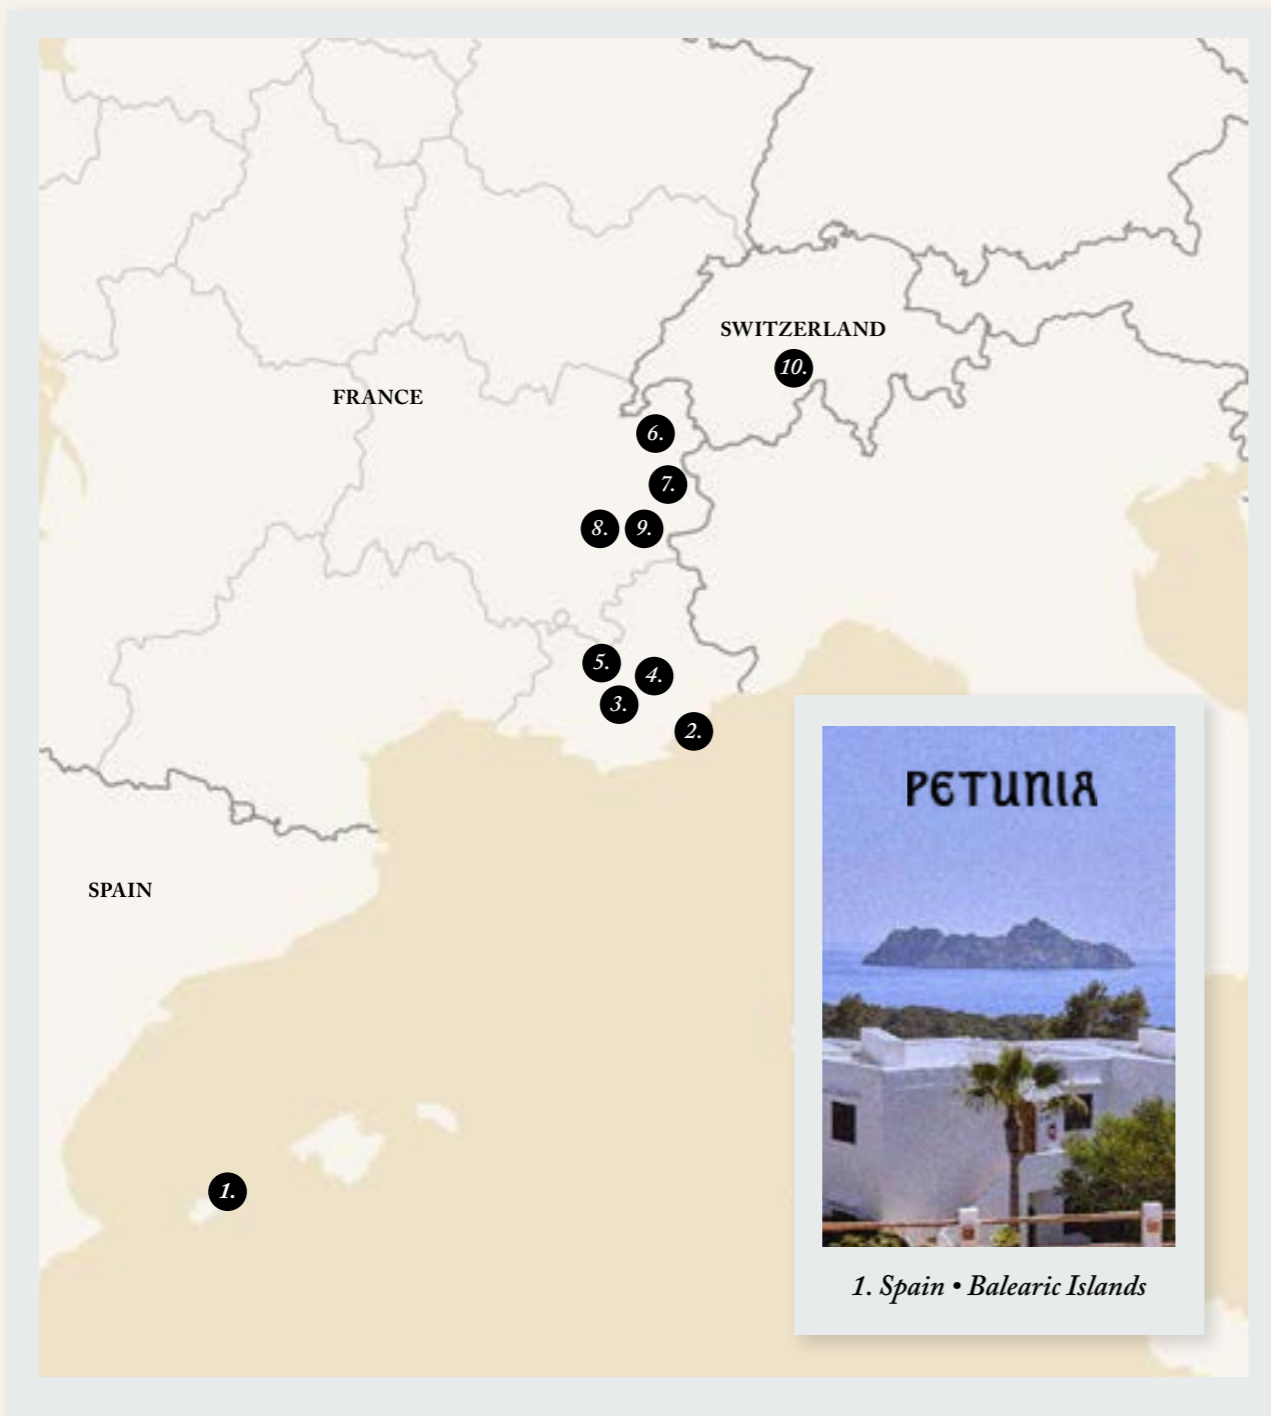 SWITZERLAND
10.
FRANCE
6.
7.
8. 9.
5.
4.
3.
2.
PETUNIA
SPAIN
1.
1. Spain • Balearic Islands